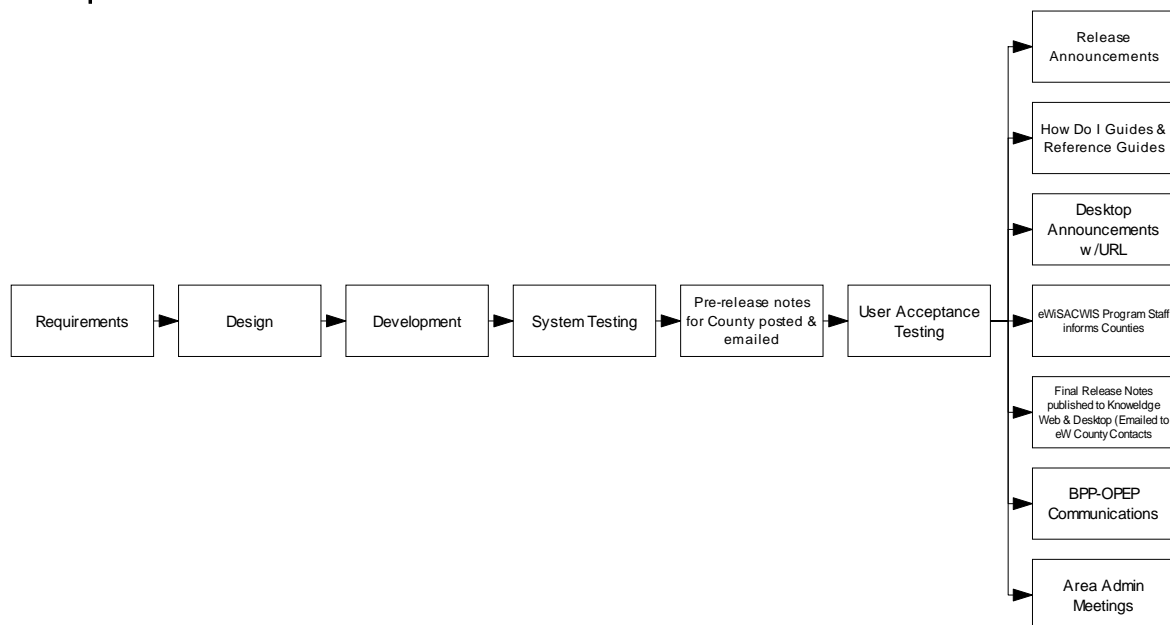 Release
Announcements
How Do I Guides &
Reference Guides
Desktop
Announcements
w/URL
Requirements
Design
Development
System Testing
Pre-release notes
for County posted &
emailed
User Acceptance
Testing
eWiSACWIS Program Staff
informs Counties
Final Release Notes
published to Knoweldge
Web & Desktop (Emailed to
eW County Contacts
BPP-OPEP
Communications
Area Admin
Meetings